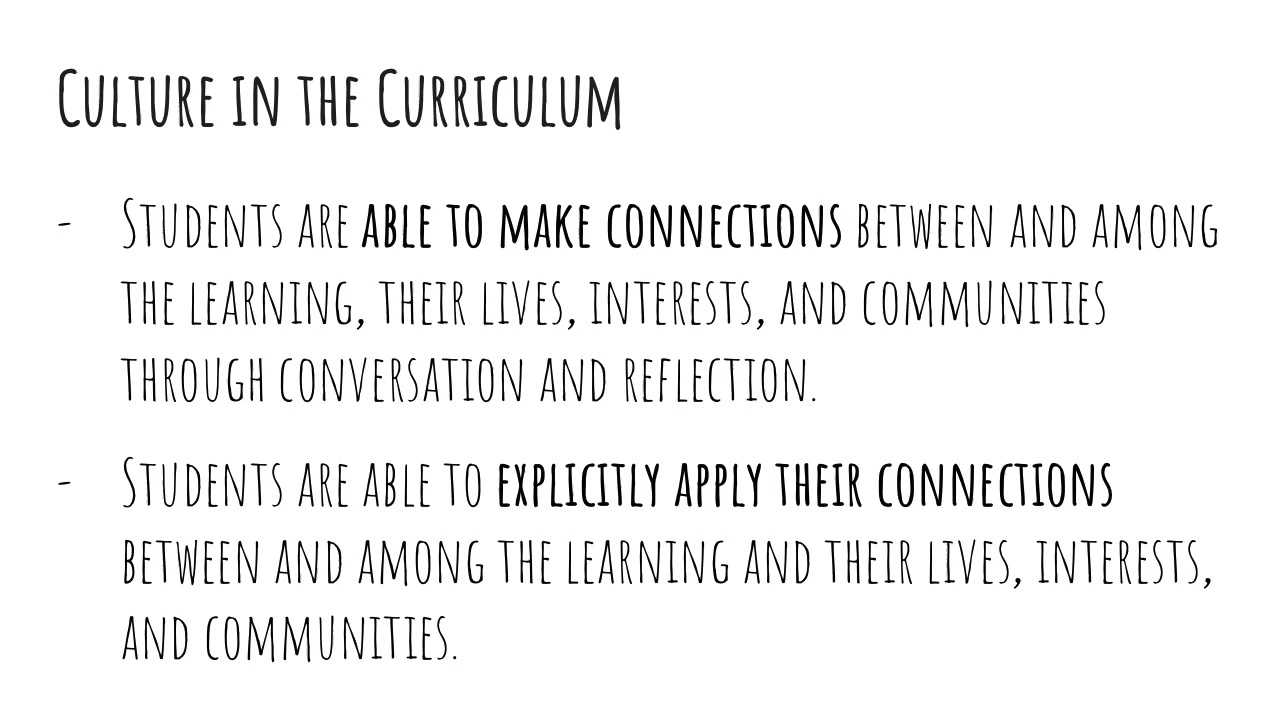 Culture in the Curriculum
- Students are able to make connections between and among
the learning, their lives, interests, and communities
through conversation and reflection.
- Students are able to explicitly apply their connections
between and among the learning and their lives, interests,
and communities.